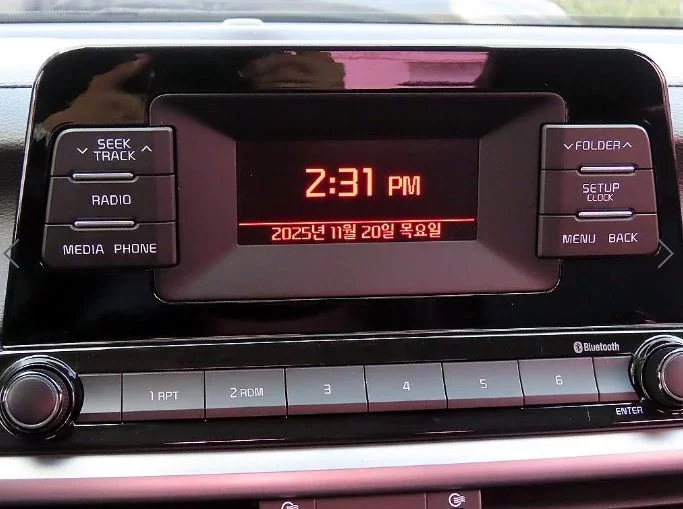 SEEK
TRACK
RADIO
MEDIA PHONE
2:31 PM
2025년 11월 20일 목요일
FOLDER
SETUP
CLOCK
MENU BACK
Bluetooth
1 RPT
2 RDM
3
4
5
6
ENTER